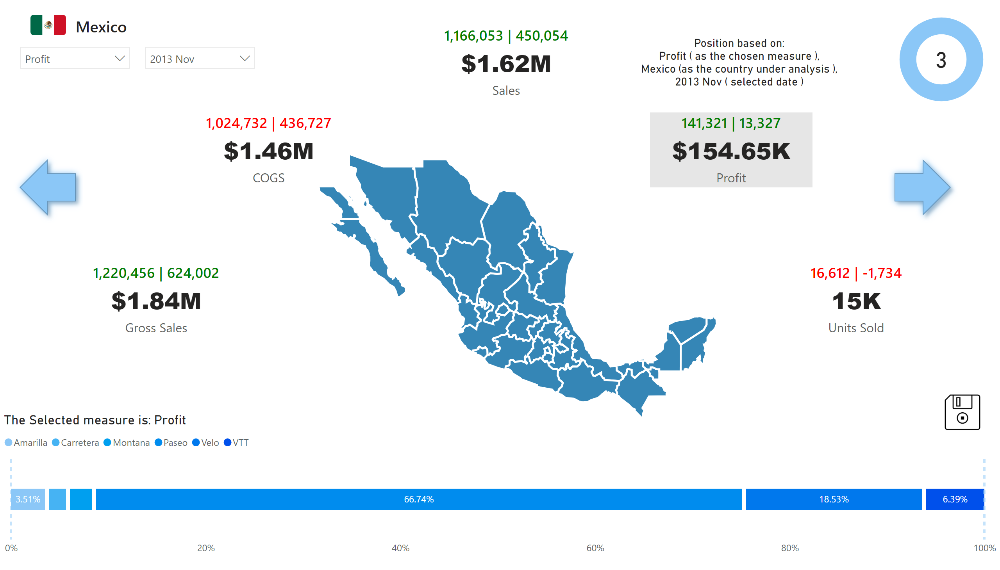 Mexico
Profit
2013 Nov
1,166,053 | 450,054
$1.62M
Sales
Position based on:
Profit ( as the chosen measure ),
Mexico (as the country under analysis ),
2013 Nov ( selected date )
3
1,024,732 | 436,727
$1.46M
COGS
141,321 | 13,327
$154.65K
Profit
1,220,456 | 624,002
$1.84M
Gross Sales
16,612 | -1,734
15K
Units Sold
The Selected measure is: Profit
Amarilla Carretera Montana Paseo Velo VTT
3.51% 66.74% 18.53% 6.39%
0% 20% 40% 60% 80% 100%